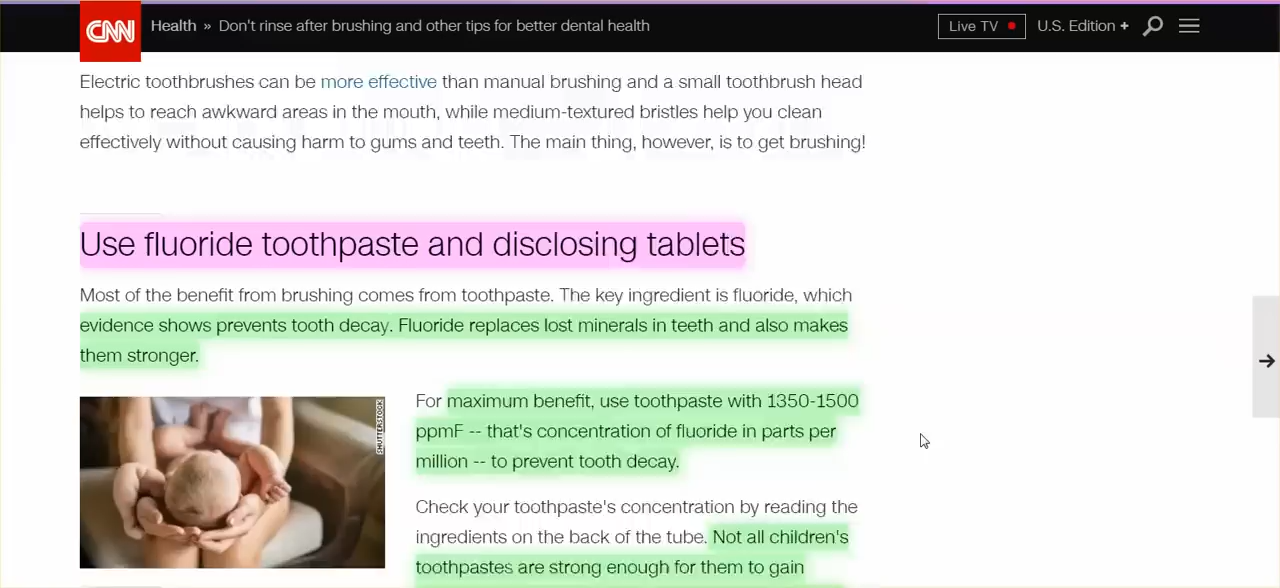 CNN Health » Don't rinse after brushing and other tips for better dental health Live TV U.S. Edition +
Electric toothbrushes can be more effective than manual brushing and a small toothbrush head
helps to reach awkward areas in the mouth, while medium-textured bristles help you clean
effectively without causing harm to gums and teeth. The main thing, however, is to get brushing!
Use fluoride toothpaste and disclosing tablets
Most of the benefit from brushing comes from toothpaste. The key ingredient is fluoride, which
evidence shows prevents tooth decay. Fluoride replaces lost minerals in teeth and also makes
them stronger.
SHUTTERSTOCK
For maximum benefit, use toothpaste with 1350-1500
ppmF -- that's concentration of fluoride in parts per
million -- to prevent tooth decay.
Check your toothpaste's concentration by reading the
ingredients on the back of the tube. Not all children's
toothpastes are strong enough for them to gain